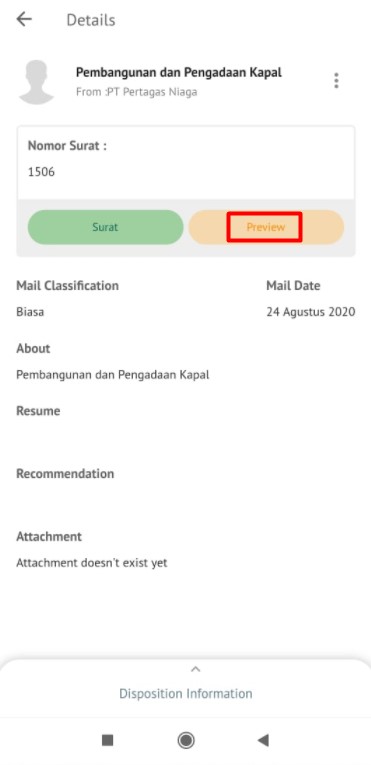 Details
Pembangunan dan Pengadaan Kapal
From :PT Pertagas Niaga
Nomor Surat :
1506
Surat
Preview
Mail Classification
Mail Date
Biasa
24 Agustus 2020
About
Pembangunan dan Pengadaan Kapal
Resume
Recommendation
Attachment
Attachment doesn't exist yet
Disposition Information